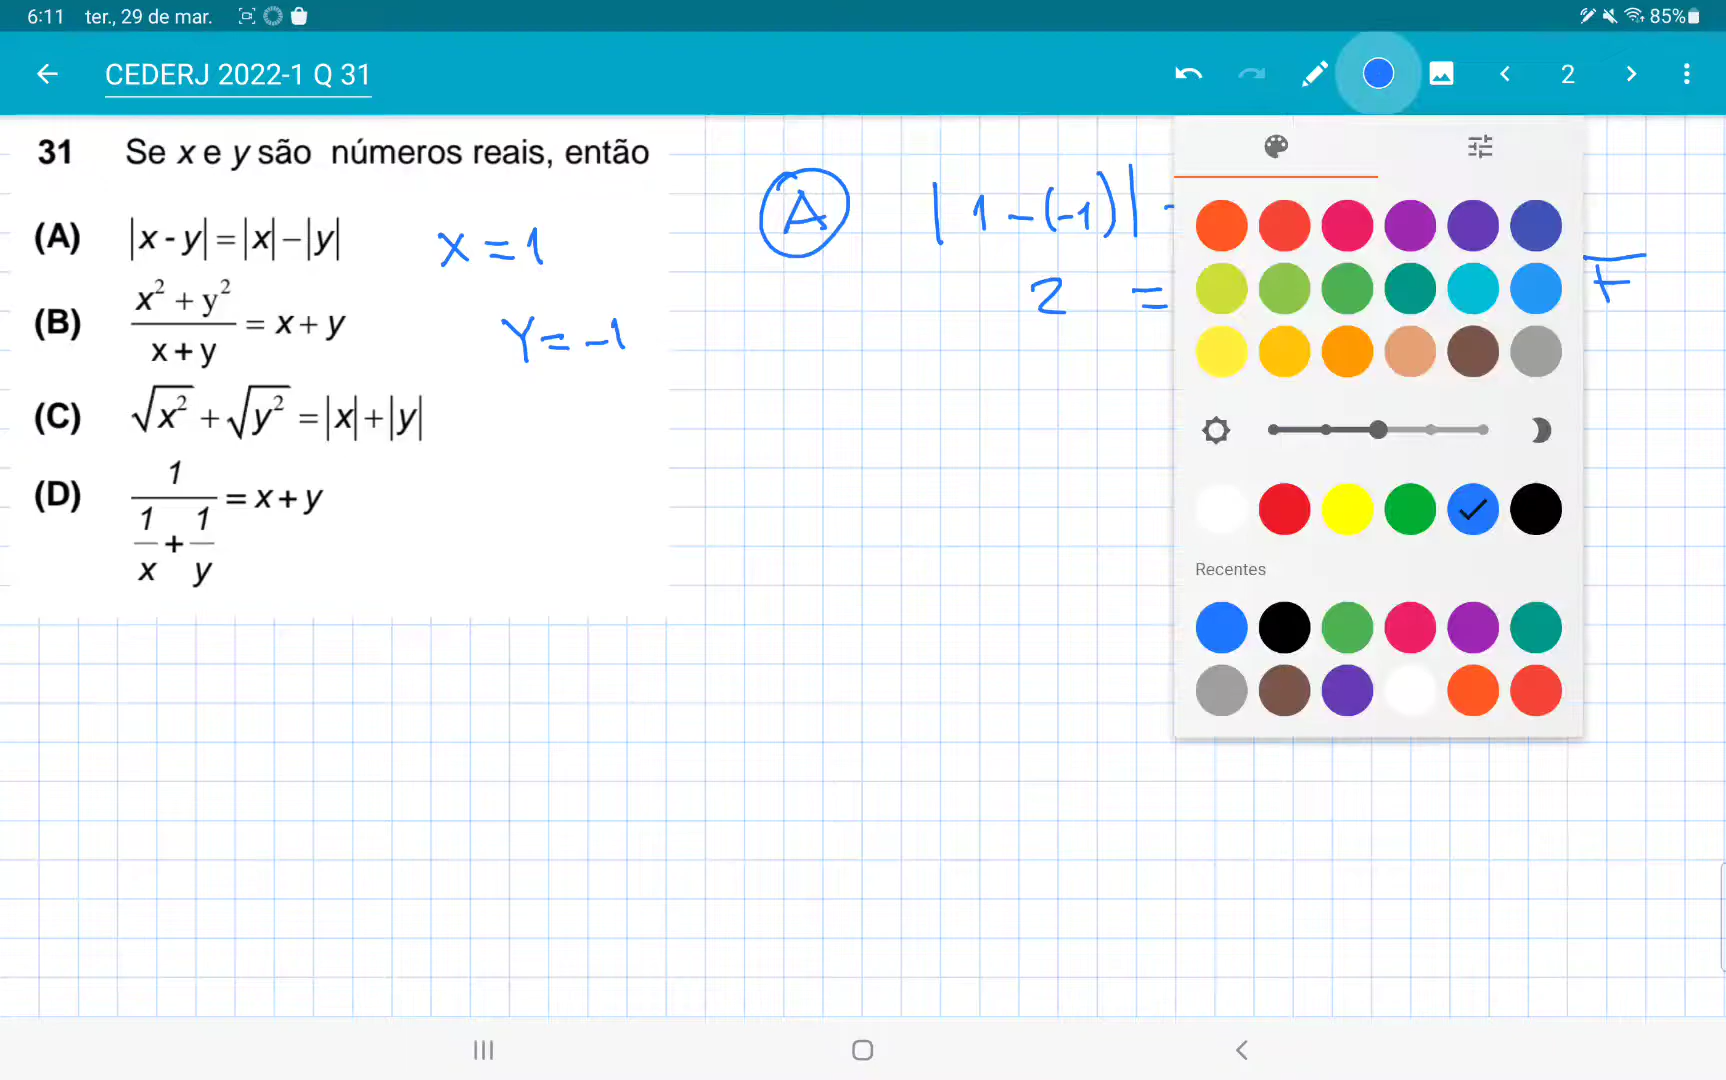 6:11 ter., 29 de mar. 85%
CEDERJ 2022-1 Q 31 2
31 Se x e y são números reais, então
(A) |x - y| = |x| – |y|
(B) x² + y² / x + y = x + y
(C) √x² + √y² = |x| + |y|
(D) 1 / 1/x + 1/y = x + y
x = 1
y = -1
A |1 - (-1)|
2 = F
Recentes